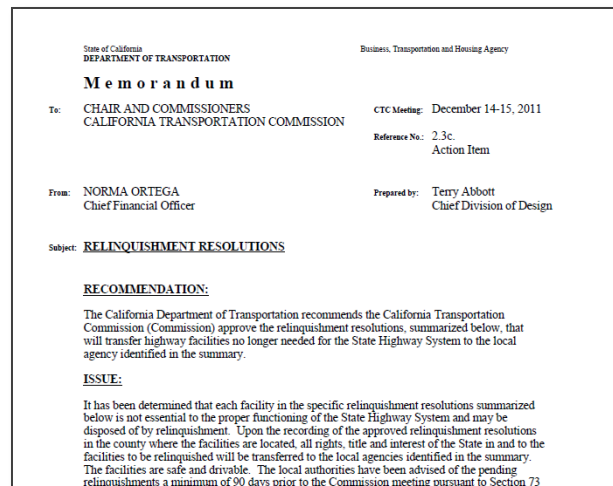 State of California
DEPARTMENT OF TRANSPORTATION
Business, Transportation and Housing Agency
Memorandum
To: CHAIR AND COMMISSIONERS
CALIFORNIA TRANSPORTATION COMMISSION
CTC Meeting: December 14-15, 2011
Reference No.: 2.3c.
Action Item
From: NORMA ORTEGA
Chief Financial Officer
Prepared by: Terry Abbott
Chief Division of Design
Subject: RELINQUISHMENT RESOLUTIONS
RECOMMENDATION:
The California Department of Transportation recommends the California Transportation
Commission (Commission) approve the relinquishment resolutions, summarized below, that
will transfer highway facilities no longer needed for the State Highway System to the local
agency identified in the summary.
ISSUE:
It has been determined that each facility in the specific relinquishment resolutions summarized
below is not essential to the proper functioning of the State Highway System and may be
disposed of by relinquishment. Upon the recording of the approved relinquishment resolutions
in the county where the facilities are located, all rights, title and interest of the State in and to the
facilities to be relinquished will be transferred to the local agencies identified in the summary.
The facilities are safe and drivable. The local authorities have been advised of the pending
relinquishments a minimum of 90 days prior to the Commission meeting pursuant to Section 73